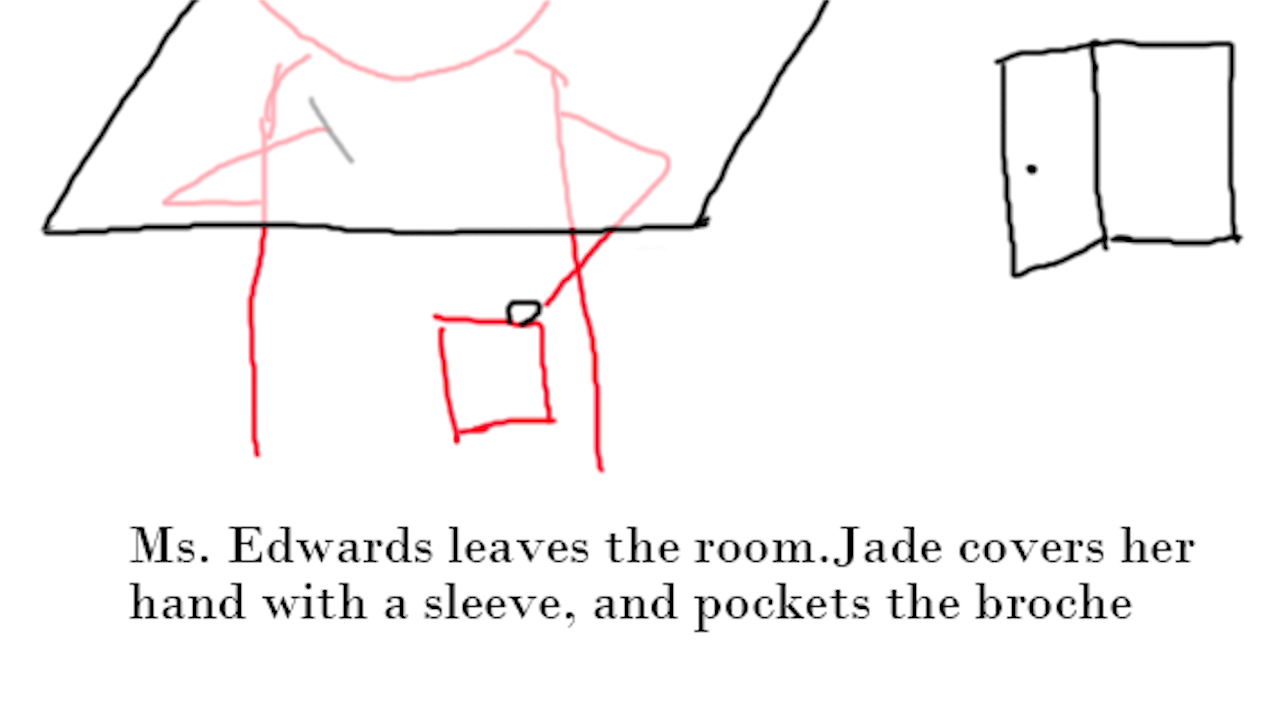 Ms. Edwards leaves the room.Jade covers her
hand with a sleeve, and pockets the broche